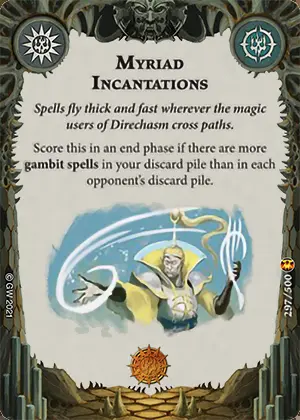 MYRIAD
INCANTATIONS
Spells fly thick and fast wherever the magic
users of Direchasm cross paths.
Score this in an end phase if there are more
gambit spells in your discard pile than in each
opponent's discard pile.
© GW 2021
297/500